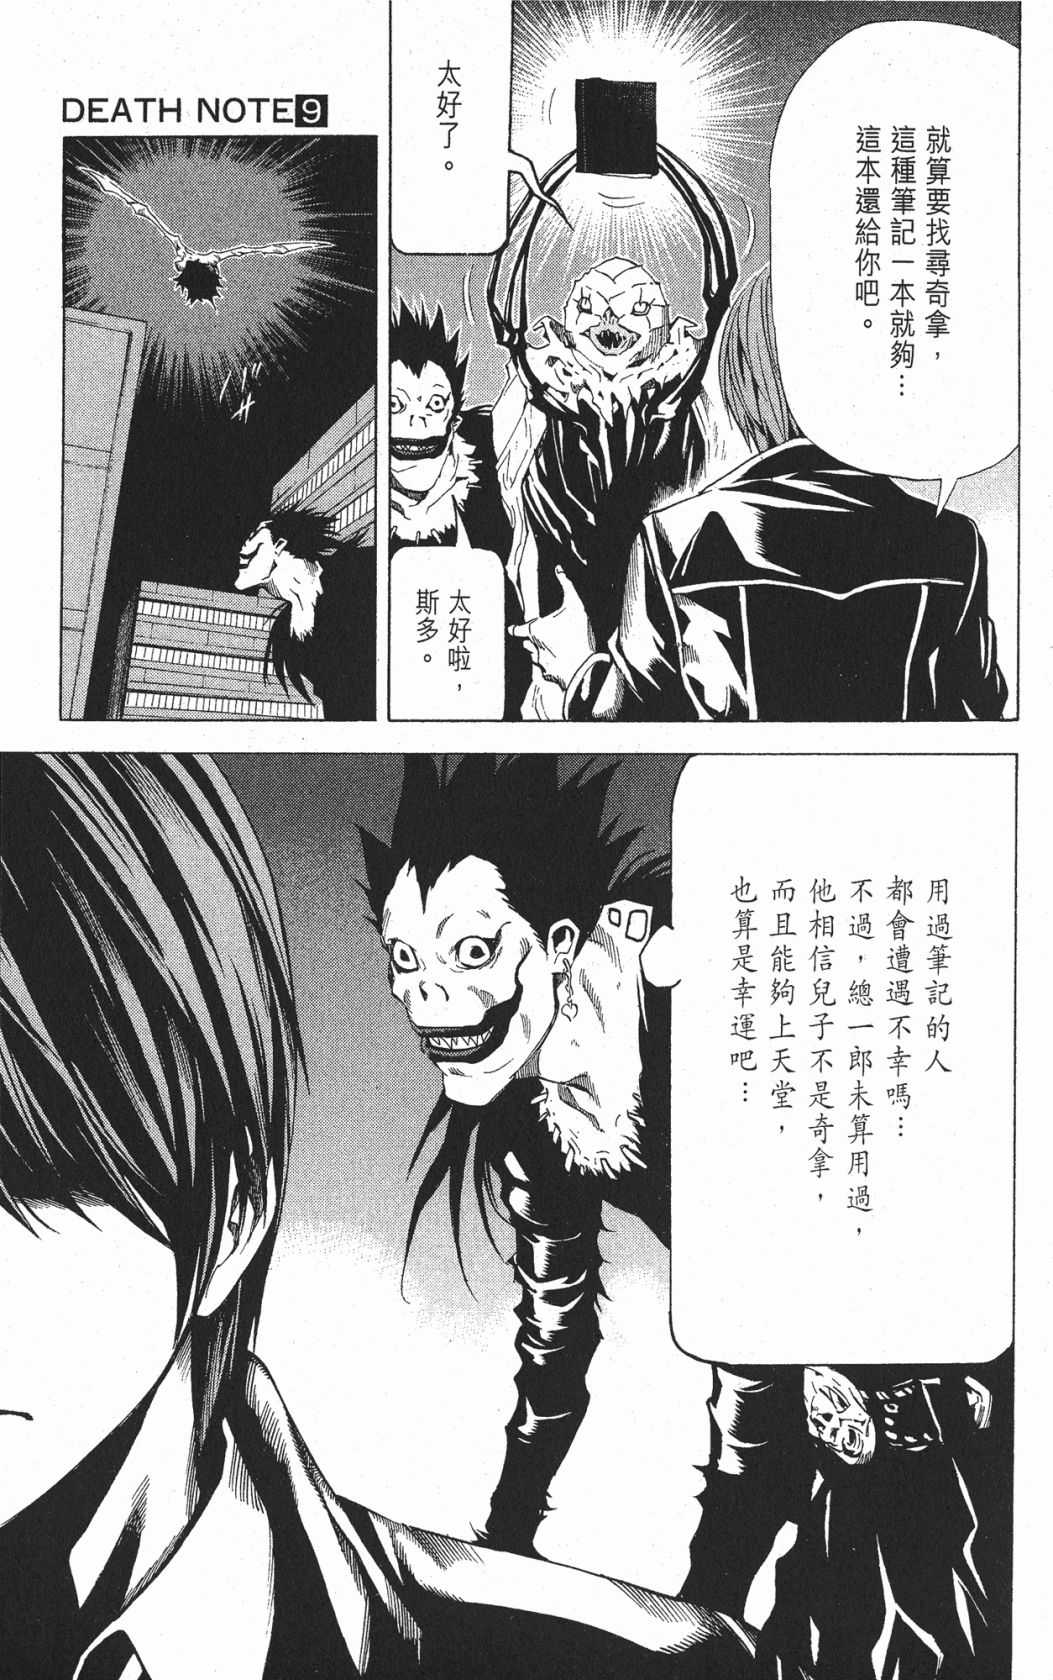 DEATH NOTE 9
就算要找尋奇拿，
這種筆記一本就夠…
這本還給你吧。
太好了。
太好啦，
斯多。
用過筆記的人
都會遭遇不幸嗎…
不過，總一郎未算用過，
他相信兒子不是奇拿，
而且能夠上天堂，
也算是幸運吧…